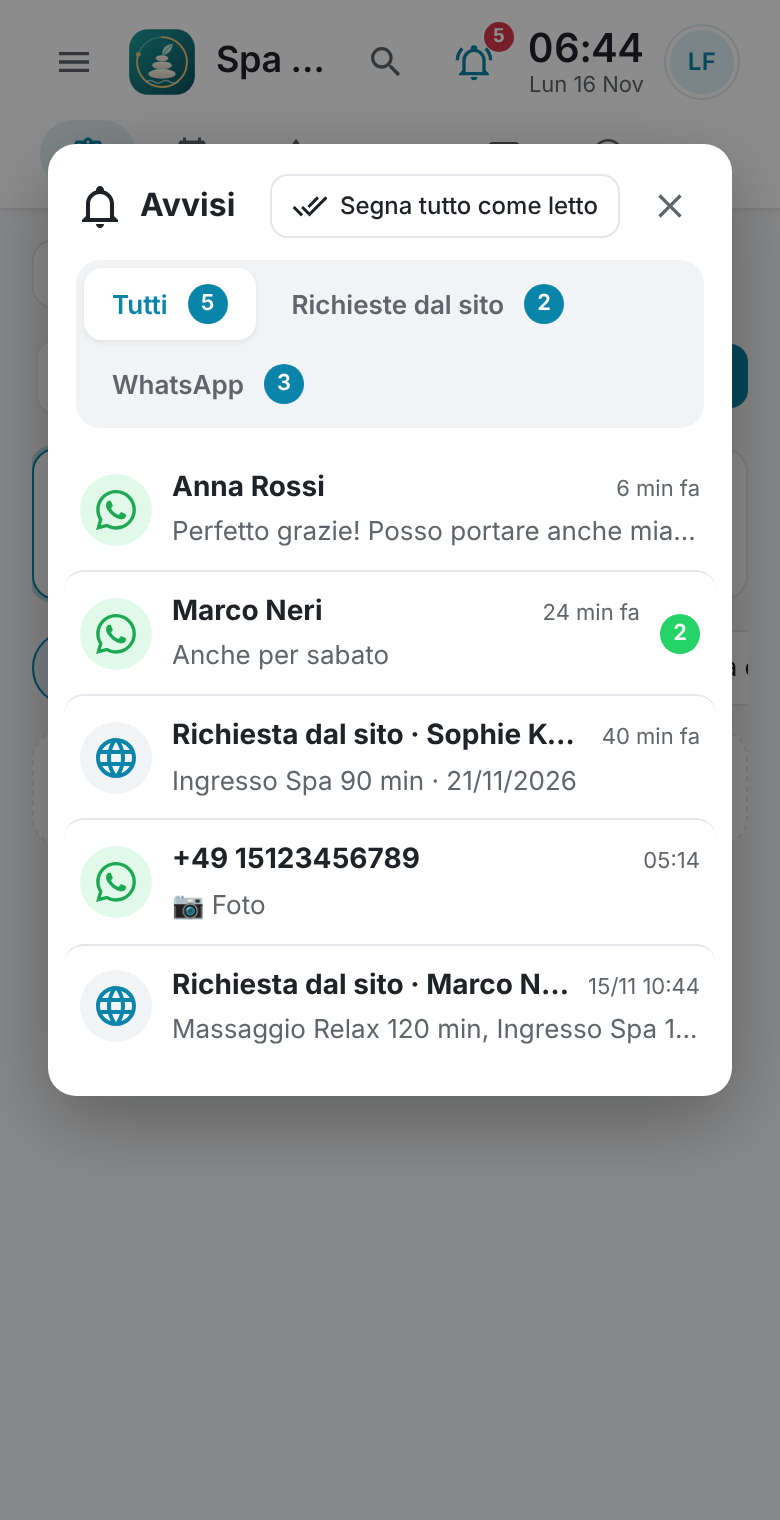 Spa ...
5
06:44
Lun 16 Nov
LF
Avvisi
Segna tutto come letto
Tutti 5
Richieste dal sito 2
WhatsApp 3
Anna Rossi
6 min fa
Perfetto grazie! Posso portare anche mia...
Marco Neri
24 min fa
2
Anche per sabato
Richiesta dal sito · Sophie K...
40 min fa
Ingresso Spa 90 min · 21/11/2026
+49 15123456789
05:14
📷 Foto
Richiesta dal sito · Marco N...
15/11 10:44
Massaggio Relax 120 min, Ingresso Spa 1...